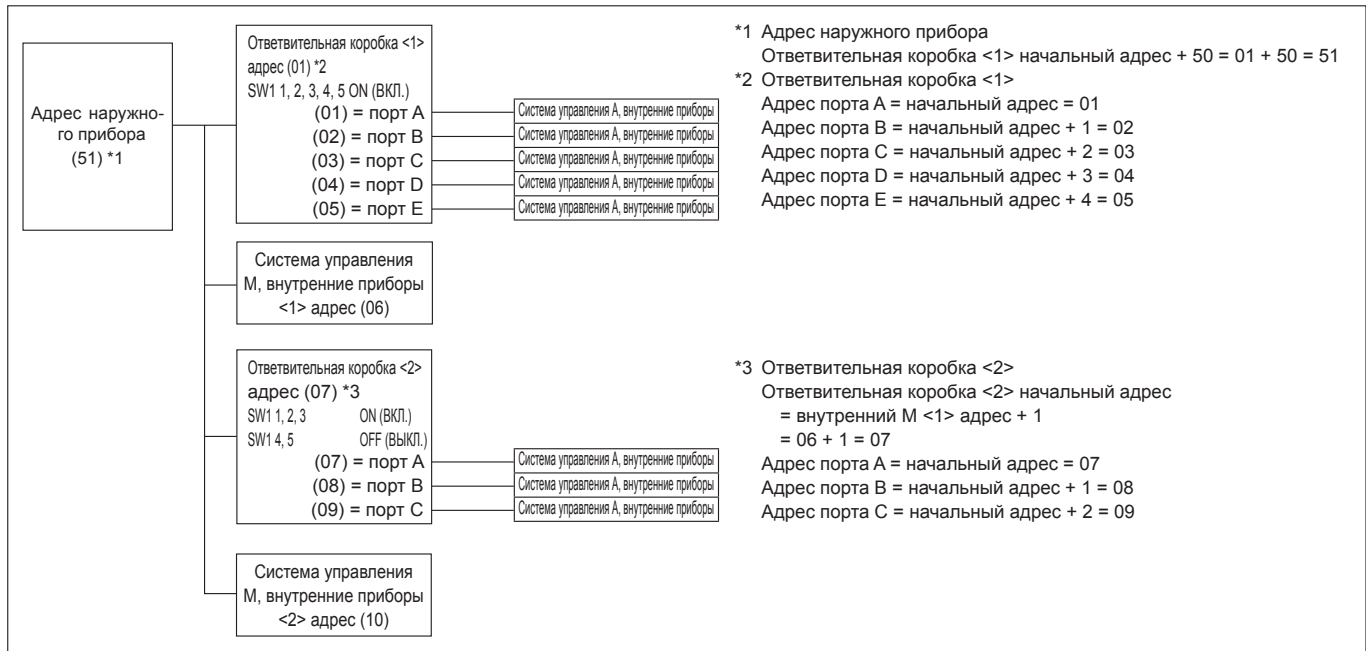 Адрес наружно-
го прибора
(51) *1
Ответвительная коробка <1>
адрес (01) *2
SW1 1, 2, 3, 4, 5 ON (ВКЛ.)
(01) = порт A
(02) = порт B
(03) = порт C
(04) = порт D
(05) = порт E
Система управления A, внутренние приборы
Система управления A, внутренние приборы
Система управления A, внутренние приборы
Система управления A, внутренние приборы
Система управления A, внутренние приборы
*1 Адрес наружного прибора
Ответвительная коробка <1> начальный адрес + 50 = 01 + 50 = 51
*2 Ответвительная коробка <1>
Адрес порта A = начальный адрес = 01
Адрес порта B = начальный адрес + 1 = 02
Адрес порта C = начальный адрес + 2 = 03
Адрес порта D = начальный адрес + 3 = 04
Адрес порта E = начальный адрес + 4 = 05
Система управления
М, внутренние приборы
<1> адрес (06)
Ответвительная коробка <2>
адрес (07) *3
SW1 1, 2, 3 ON (ВКЛ.)
SW1 4, 5 OFF (ВЫКЛ.)
(07) = порт A
(08) = порт B
(09) = порт C
Система управления A, внутренние приборы
Система управления A, внутренние приборы
Система управления A, внутренние приборы
*3 Ответвительная коробка <2>
Ответвительная коробка <2> начальный адрес
= внутренний М <1> адрес + 1
= 06 + 1 = 07
Адрес порта A = начальный адрес = 07
Адрес порта B = начальный адрес + 1 = 08
Адрес порта C = начальный адрес + 2 = 09
Система управления
М, внутренние приборы
<2> адрес (10)